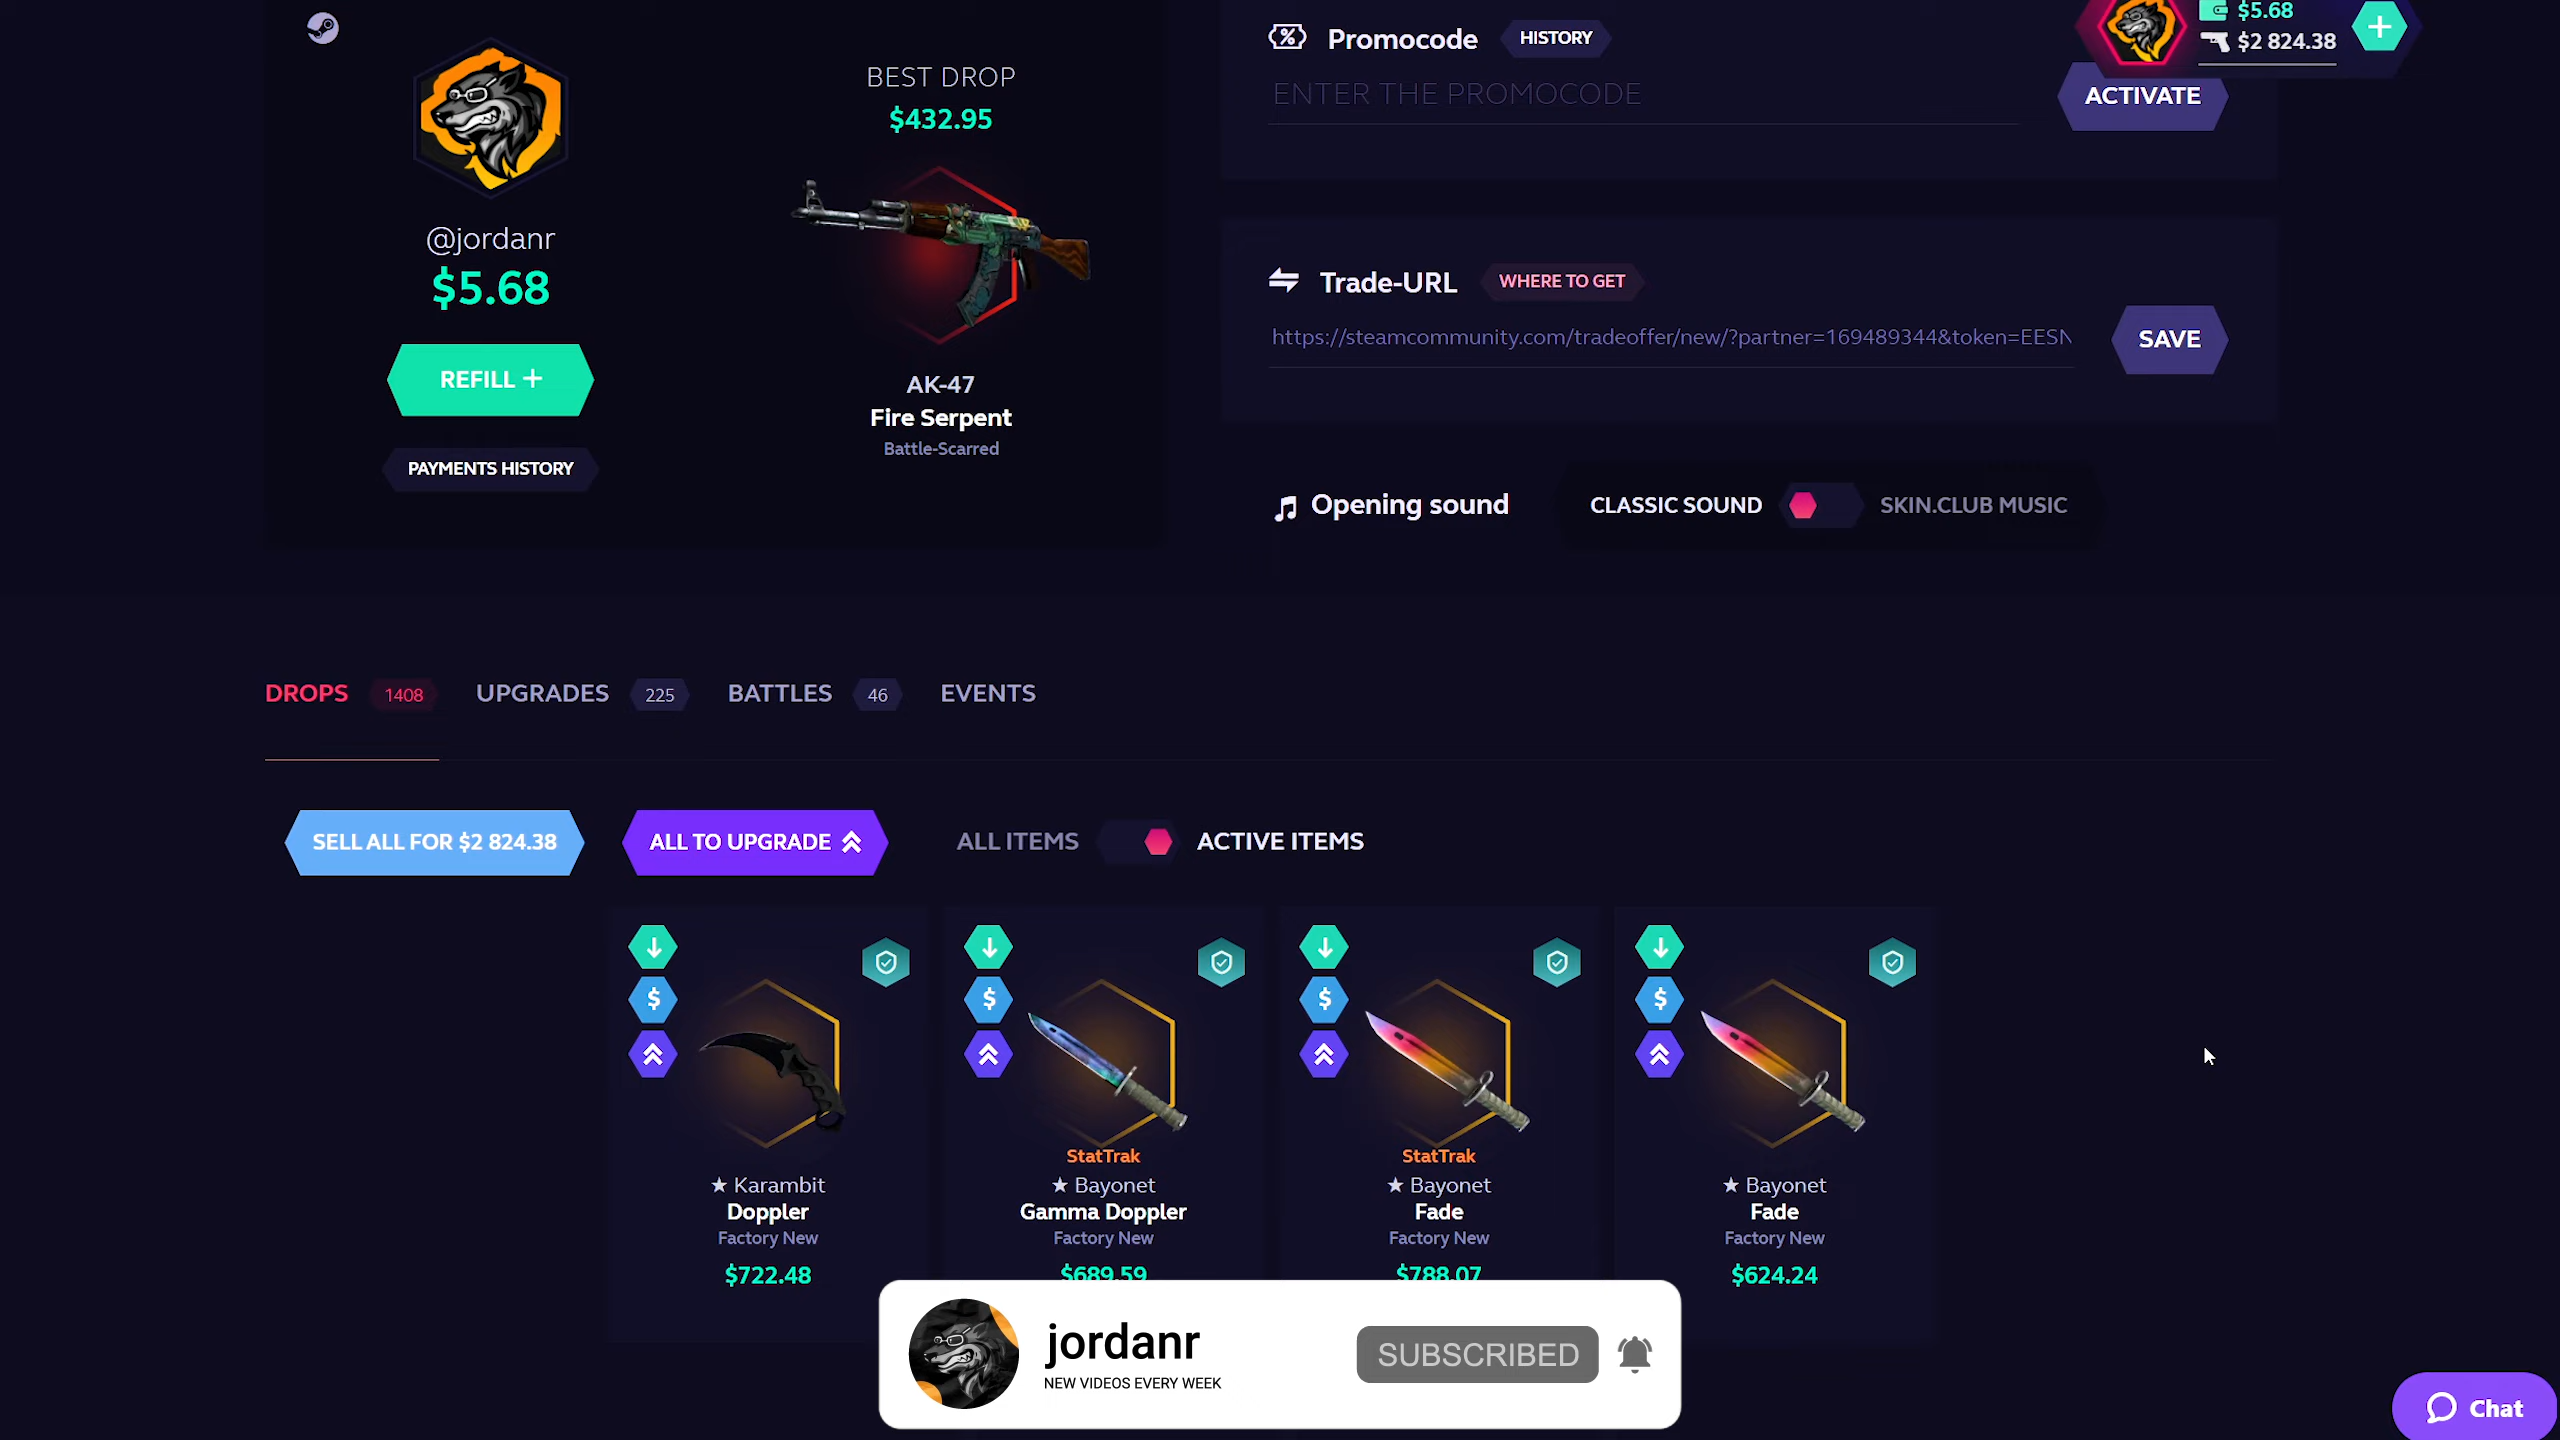 @jordanr
$5.68
REFILL +
PAYMENTS HISTORY
BEST DROP
$432.95
AK-47
Fire Serpent
Battle-Scarred
Promocode
HISTORY
ENTER THE PROMOCODE
ACTIVATE
$5.68
$2 824.38
Trade-URL
WHERE TO GET
https://steamcommunity.com/tradeoffer/new/?partner=169489344&token=EESN
SAVE
Opening sound
CLASSIC SOUND
SKIN.CLUB MUSIC
DROPS 1408
UPGRADES 225
BATTLES 46
EVENTS
SELL ALL FOR $2 824.38
ALL TO UPGRADE
ALL ITEMS
ACTIVE ITEMS
★ Karambit
Doppler
Factory New
$722.48
StatTrak
★ Bayonet
Gamma Doppler
Factory New
$689.59
StatTrak
★ Bayonet
Fade
Factory New
$788.07
★ Bayonet
Fade
Factory New
$624.24
jordanr
NEW VIDEOS EVERY WEEK
SUBSCRIBED
Chat